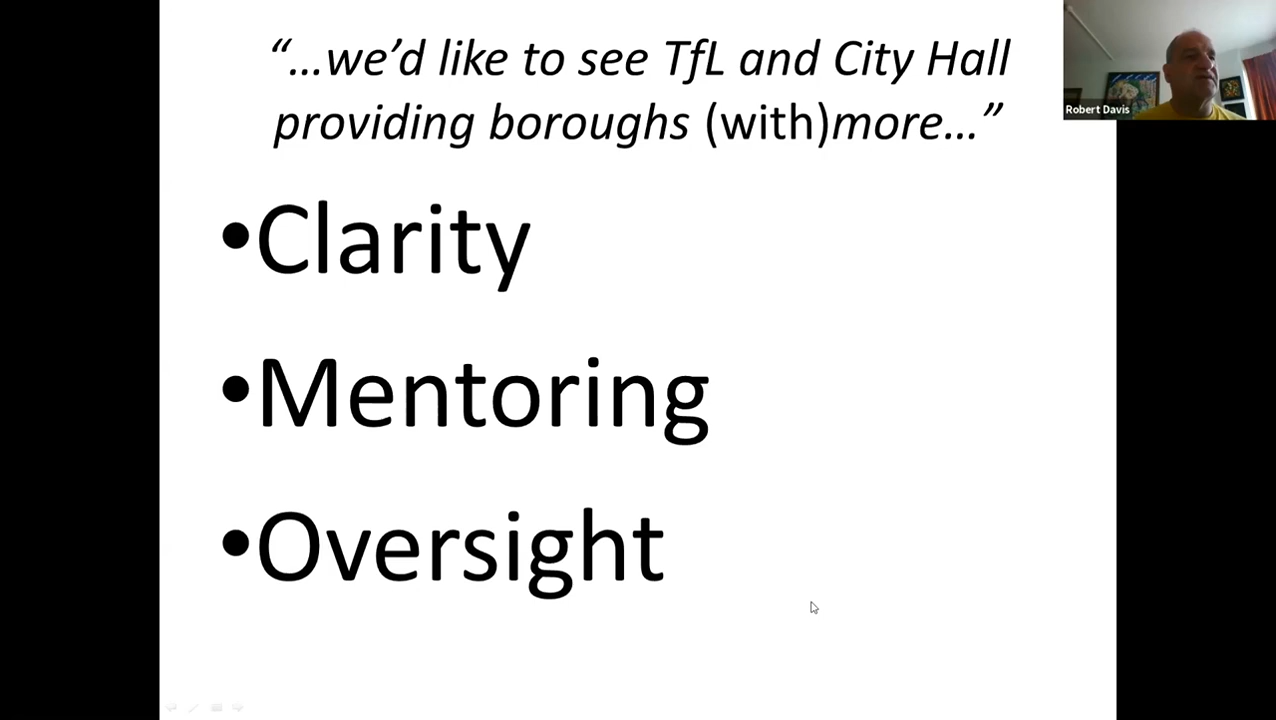 “…we’d like to see TfL and City Hall
providing boroughs (with)more…”
Robert Davis
•Clarity
•Mentoring
•Oversight